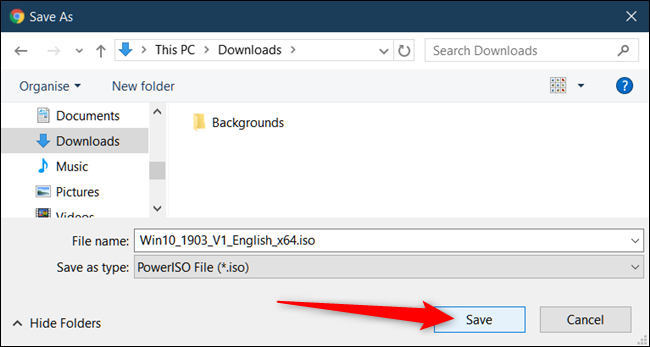 Save As
This PC > Downloads >
Search Downloads
Organise
New folder
Documents
Downloads
Music
Pictures
Videos
Backgrounds
File name: Win10_1903_V1_English_x64.iso
Save as type: PowerISO File (*.iso)
Hide Folders
Save
Cancel